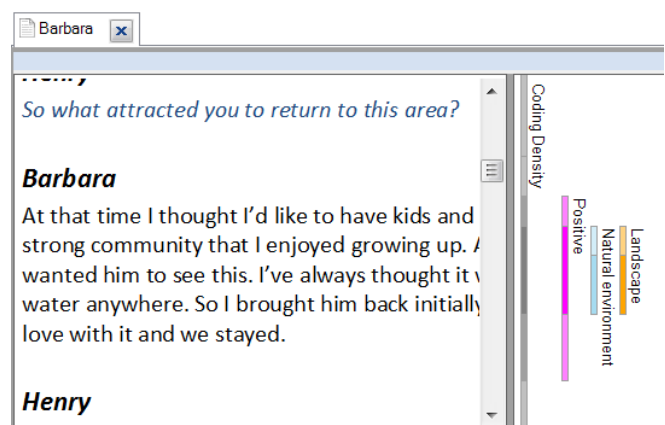 Barbara
Henry
So what attracted you to return to this area?
Barbara
At that time I thought I'd like to have kids and
strong community that I enjoyed growing up.
wanted him to see this. I've always thought it
water anywhere. So I brought him back initially
love with it and we stayed.
Henry
Coding Density
Positive
Natural environment
Landscape